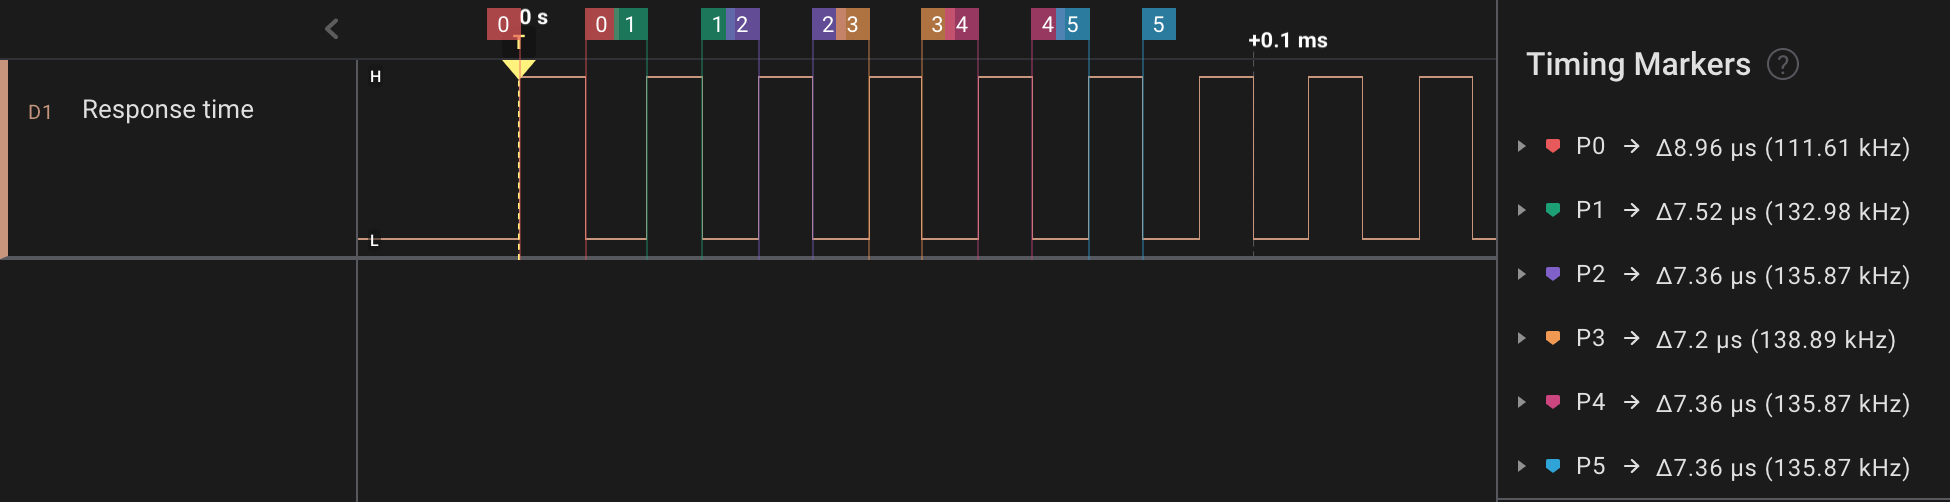 0 0 s 0 1 1 2 2 3 3 4 4 5 5
T
+0.1 ms
H
D1 Response time
L
Timing Markers ?
P0 → Δ8.96 µs (111.61 kHz)
P1 → Δ7.52 µs (132.98 kHz)
P2 → Δ7.36 µs (135.87 kHz)
P3 → Δ7.2 µs (138.89 kHz)
P4 → Δ7.36 µs (135.87 kHz)
P5 → Δ7.36 µs (135.87 kHz)